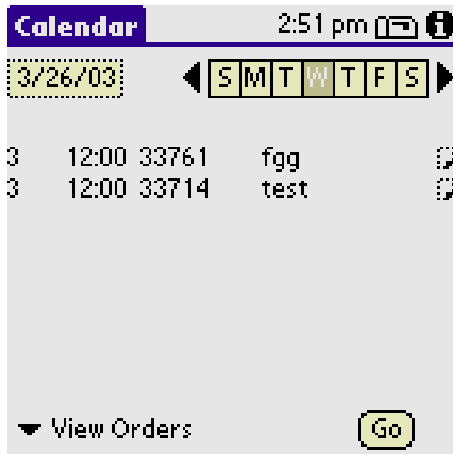 Calendar 2:51 pm i
3/26/03 S M T W T F S
3 12:00 33761 fgg
3 12:00 33714 test
View Orders Go